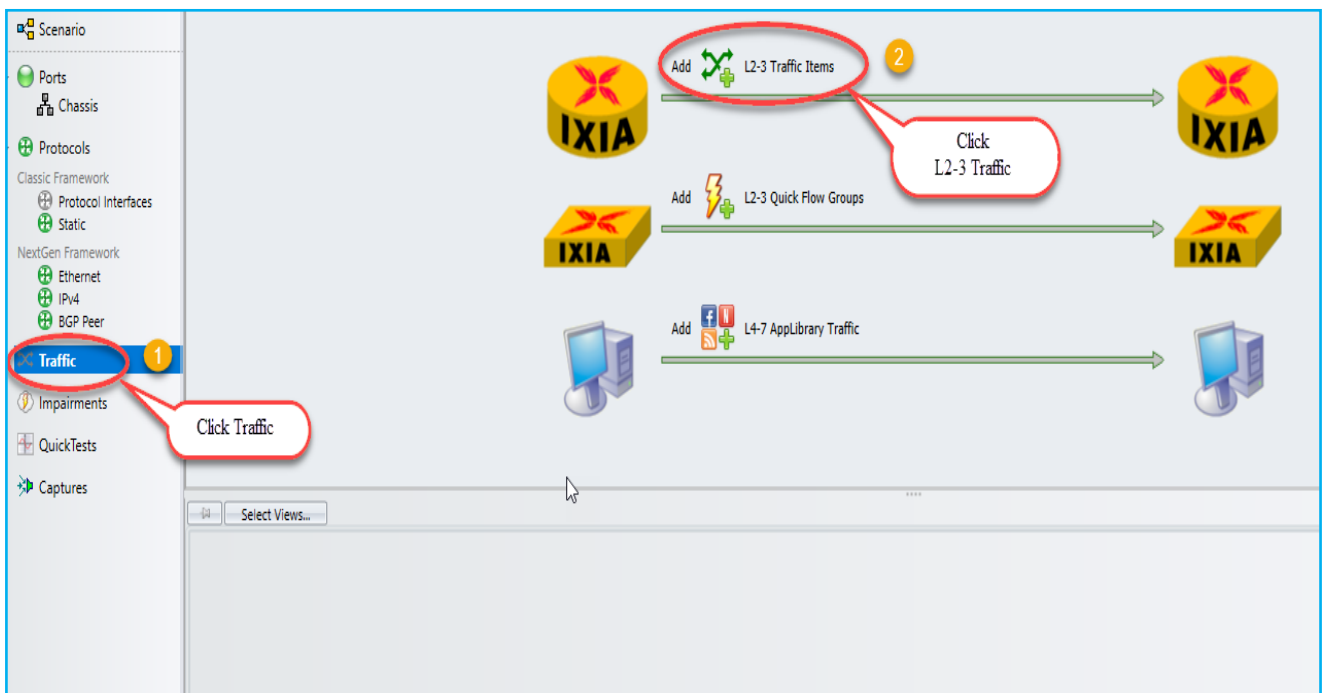 Scenario
Ports
Chassis
Protocols
Classic Framework
Protocol Interfaces
Static
NextGen Framework
Ethernet
IPv4
BGP Peer
Traffic
1
Click Traffic
Impairments
QuickTests
Captures
Add L2-3 Traffic Items
2
IXIA
IXIA
Click
L2-3 Traffic
Add L2-3 Quick Flow Groups
IXIA
IXIA
Add L4-7 AppLibrary Traffic
Select Views...